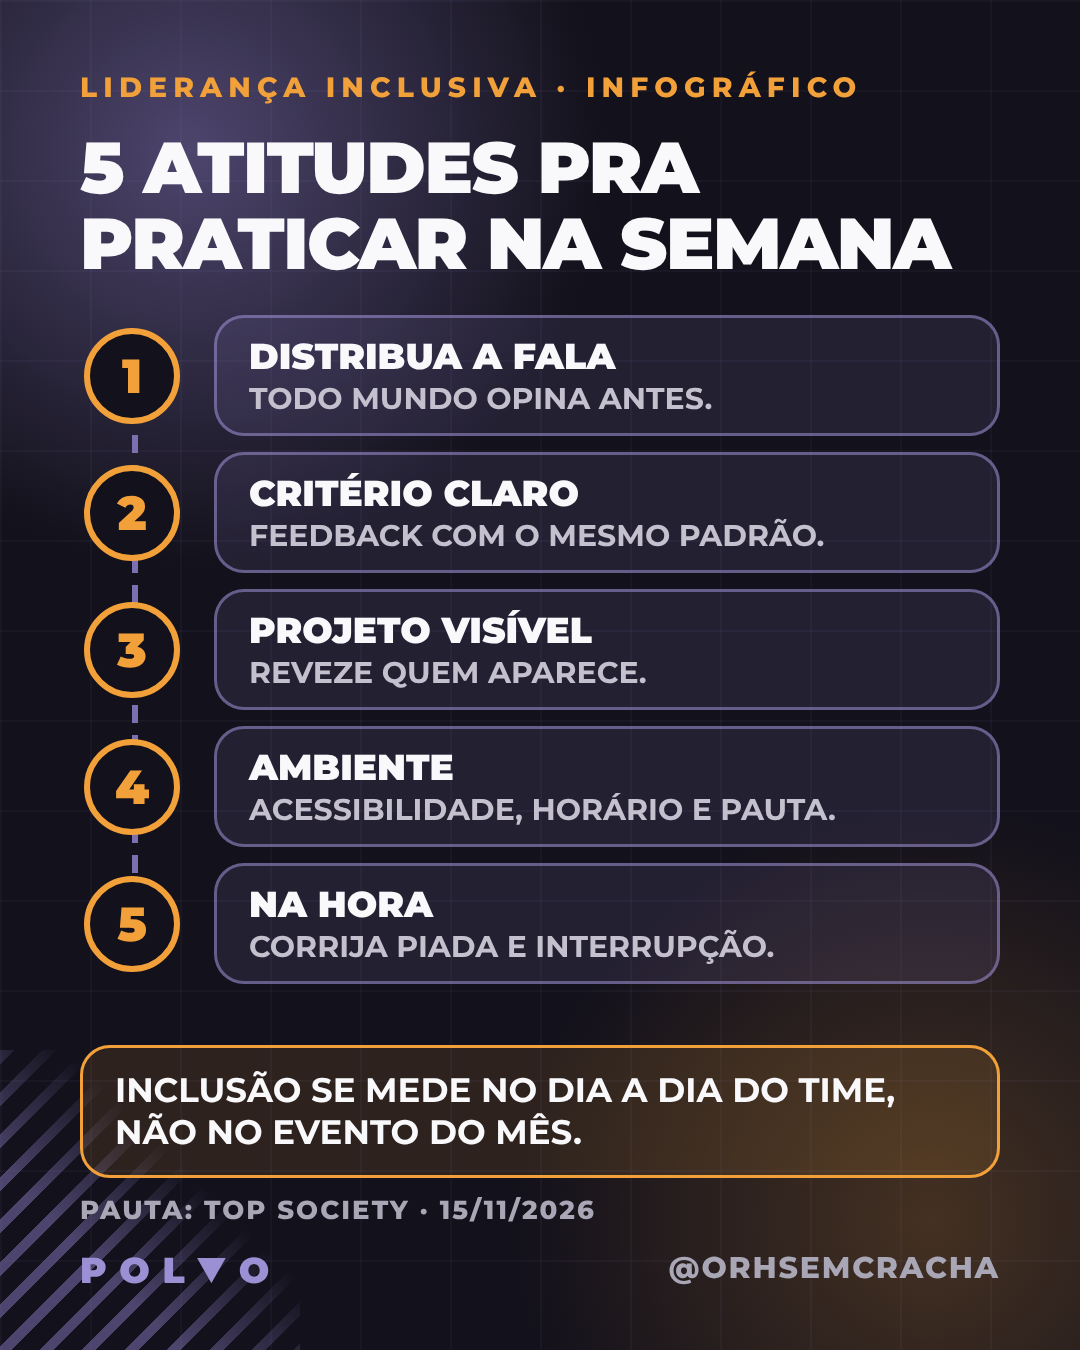 LIDERANÇA INCLUSIVA · INFOGRÁFICO
5 ATITUDES PRA
PRATICAR NA SEMANA
1
DISTRIBUA A FALA
TODO MUNDO OPINA ANTES.
2
CRITÉRIO CLARO
FEEDBACK COM O MESMO PADRÃO.
3
PROJETO VISÍVEL
REVEZE QUEM APARECE.
4
AMBIENTE
ACESSIBILIDADE, HORÁRIO E PAUTA.
5
NA HORA
CORRIJA PIADA E INTERRUPÇÃO.
INCLUSÃO SE MEDE NO DIA A DIA DO TIME,
NÃO NO EVENTO DO MÊS.
PAUTA: TOP SOCIETY · 15/11/2026
POL▼O
@ORHSEMCRACHA